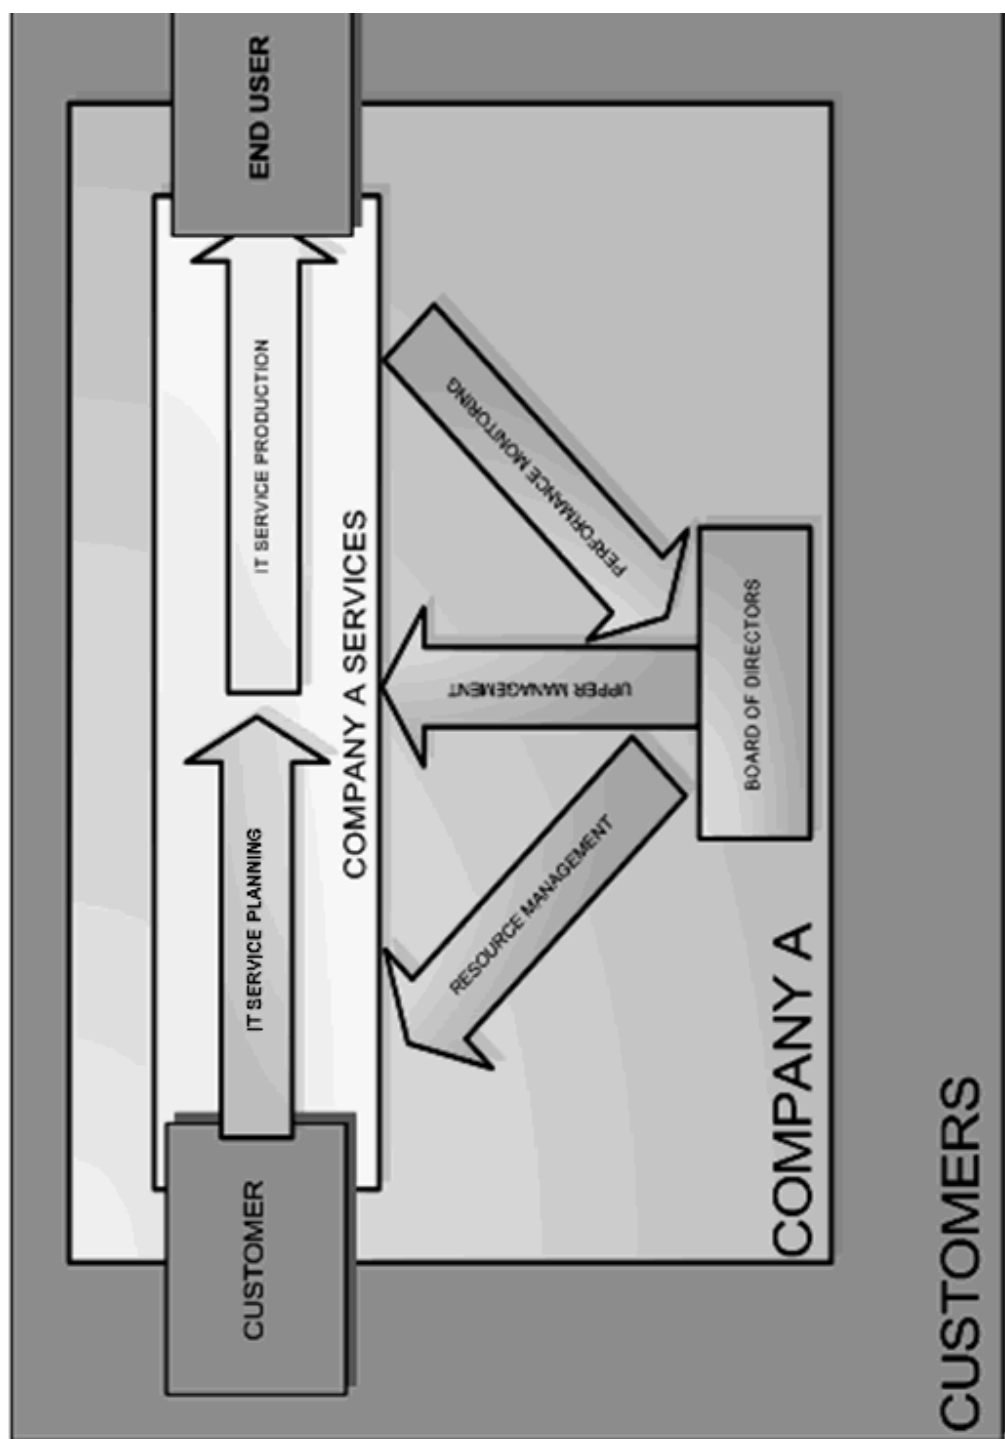 CUSTOMER
IT SERVICE PLANNING
IT SERVICE PRODUCTION
END USER
COMPANY A SERVICES
RESOURCE MANAGEMENT
UPPER MANAGEMENT
PERFORMANCE MONITORING
BOARD OF DIRECTORS
COMPANY A
CUSTOMERS